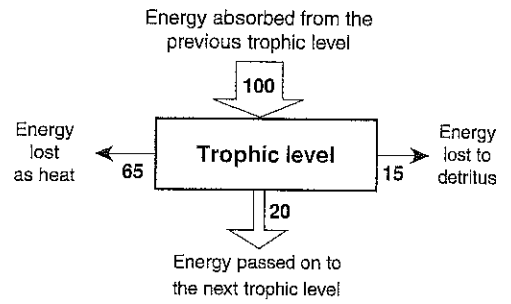 Energy absorbed from the
previous trophic level
100
Energy
lost
as heat
65
Trophic level
15
Energy
lost to
detritus
20
Energy passed on to
the next trophic level